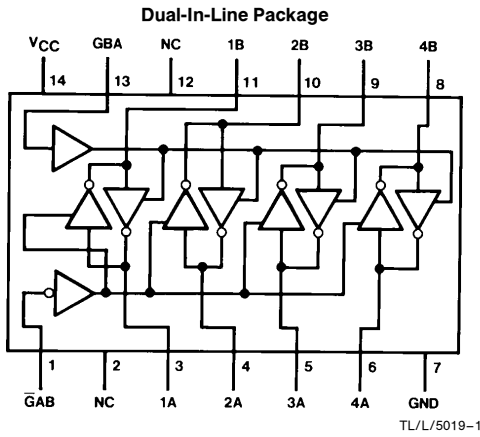 Dual-In-Line Package
VCC GBA NC 1B 2B 3B 4B
14 13 12 11 10 9 8
1 2 3 4 5 6 7
G̅AB NC 1A 2A 3A 4A GND
TL/L/5019–1